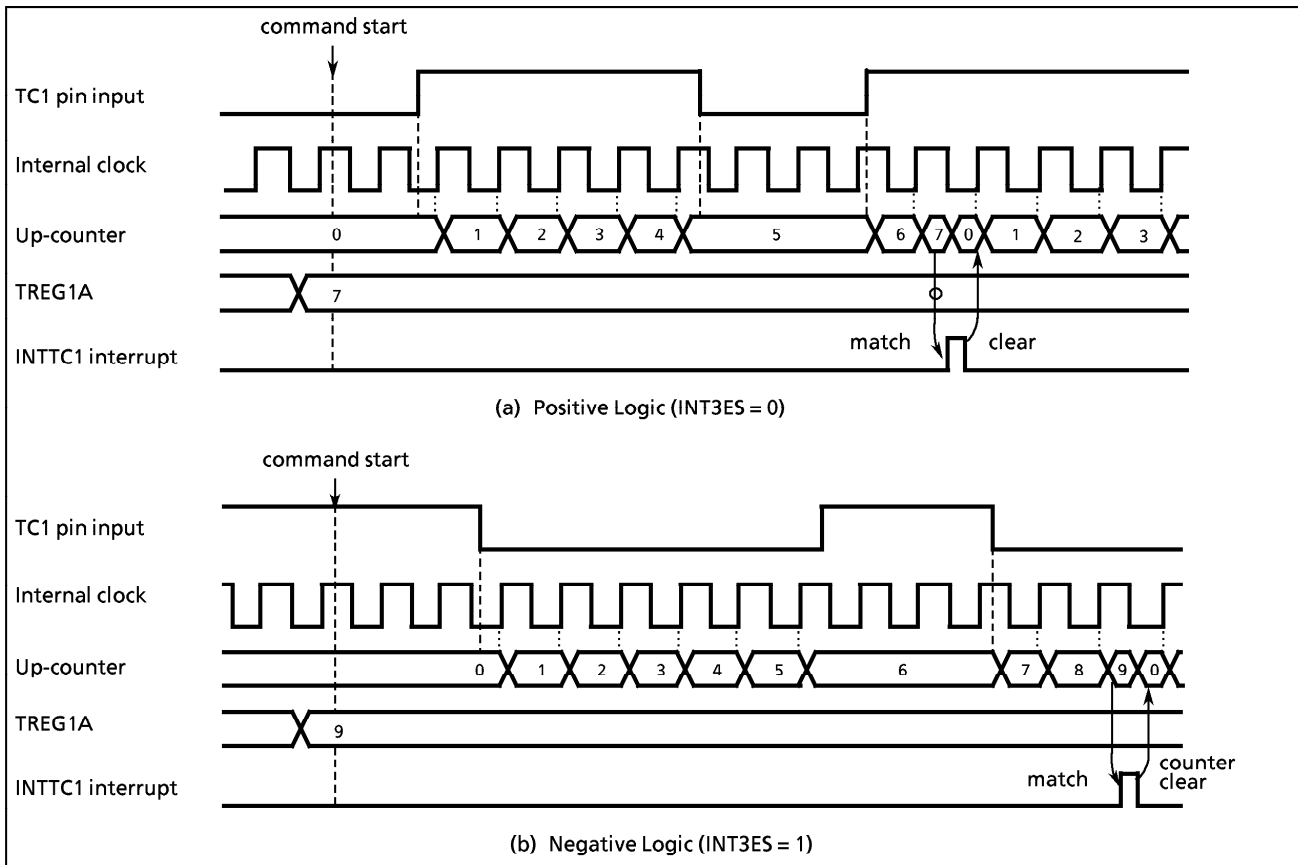 command start
TC1 pin input
Internal clock
Up-counter
0 1 2 3 4 5 6 7 0 1 2 3
TREG1A
7
match clear
INTTC1 interrupt
(a) Positive Logic (INT3ES = 0)
command start
TC1 pin input
Internal clock
Up-counter
0 1 2 3 4 5 6 7 8 9 0
TREG1A
9
match counter clear
INTTC1 interrupt
(b) Negative Logic (INT3ES = 1)